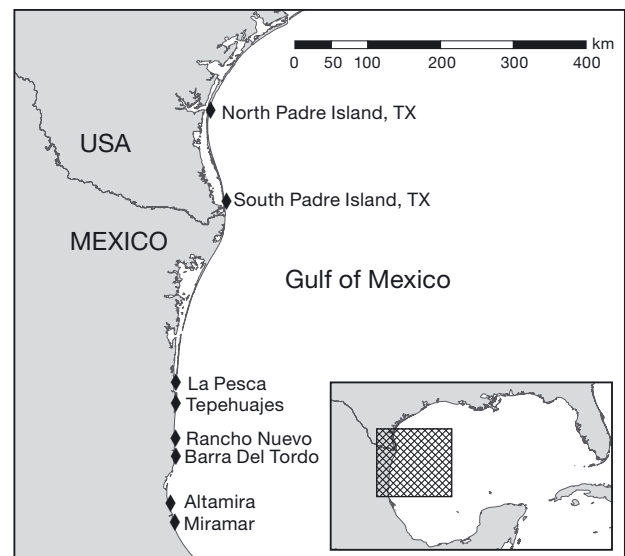 km
0 50 100 200 300 400
North Padre Island, TX
USA
South Padre Island, TX
MEXICO
Gulf of Mexico
La Pesca
Tepehuajes
Rancho Nuevo
Barra Del Tordo
Altamira
Miramar